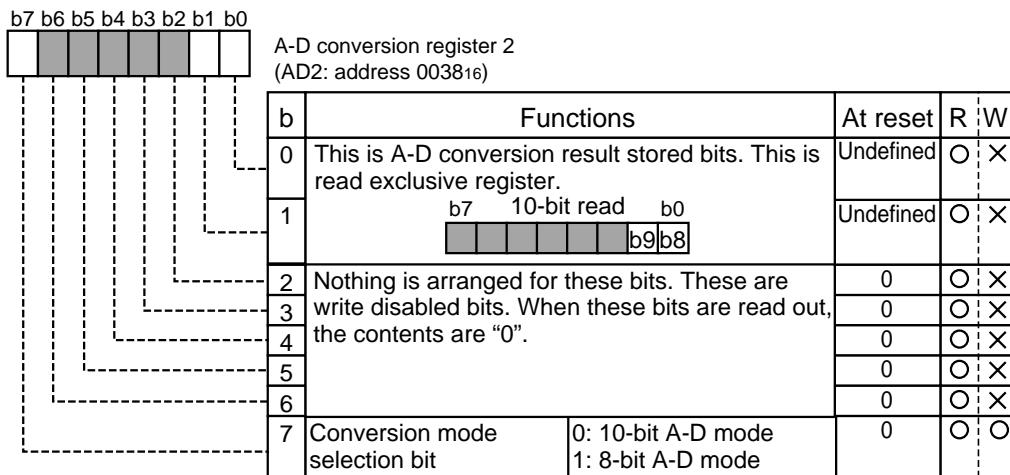 b7 b6 b5 b4 b3 b2 b1 b0
A-D conversion register 2
(AD2: address 003816)
b Functions At reset R W
0 This is A-D conversion result stored bits. This is Undefined ○ ×
read exclusive register.
b7 10-bit read b0
1 Undefined ○ ×
b9 b8
2 Nothing is arranged for these bits. These are 0 ○ ×
3 write disabled bits. When these bits are read out, 0 ○ ×
4 the contents are “0”. 0 ○ ×
5 0 ○ ×
6 0 ○ ×
7 Conversion mode 0: 10-bit A-D mode 0 ○ ○
selection bit 1: 8-bit A-D mode